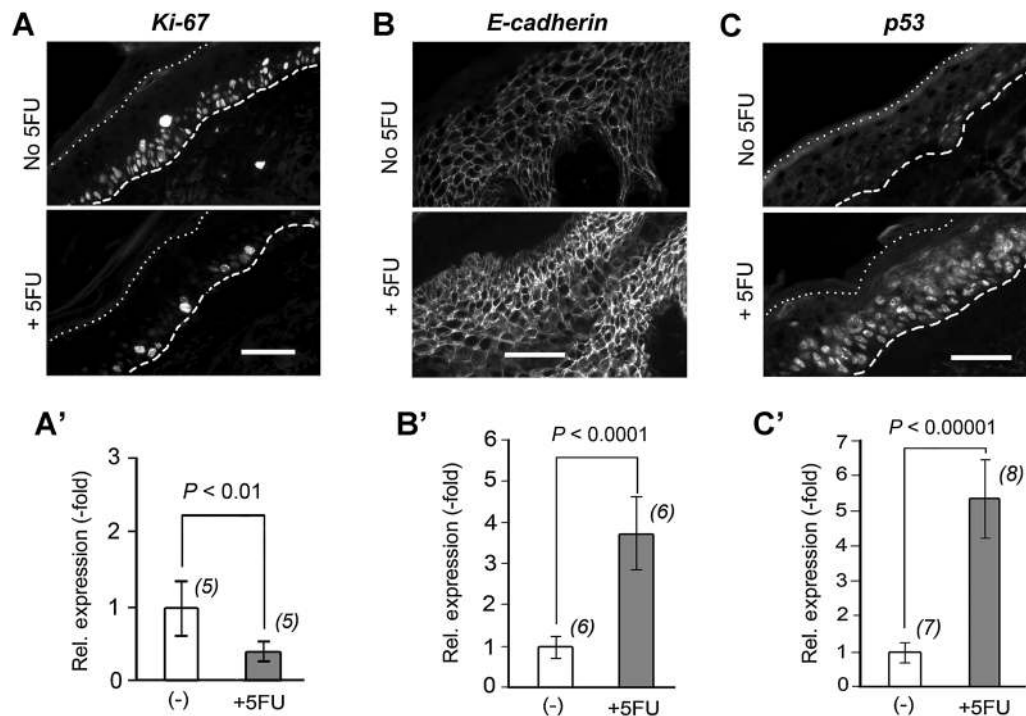 A Ki-67
No 5FU
+ 5FU
B E-cadherin
No 5FU
+ 5FU
C p53
No 5FU
+ 5FU
A’
Rel. expression (-fold)
3
2
1
0
P < 0.01
(5)
(5)
(-) +5FU
B’
Rel. expression (-fold)
6
5
4
3
2
1
0
P < 0.0001
(6)
(6)
(-) +5FU
C’
Rel. expression (-fold)
7
6
5
4
3
2
1
0
P < 0.00001
(8)
(7)
(-) +5FU